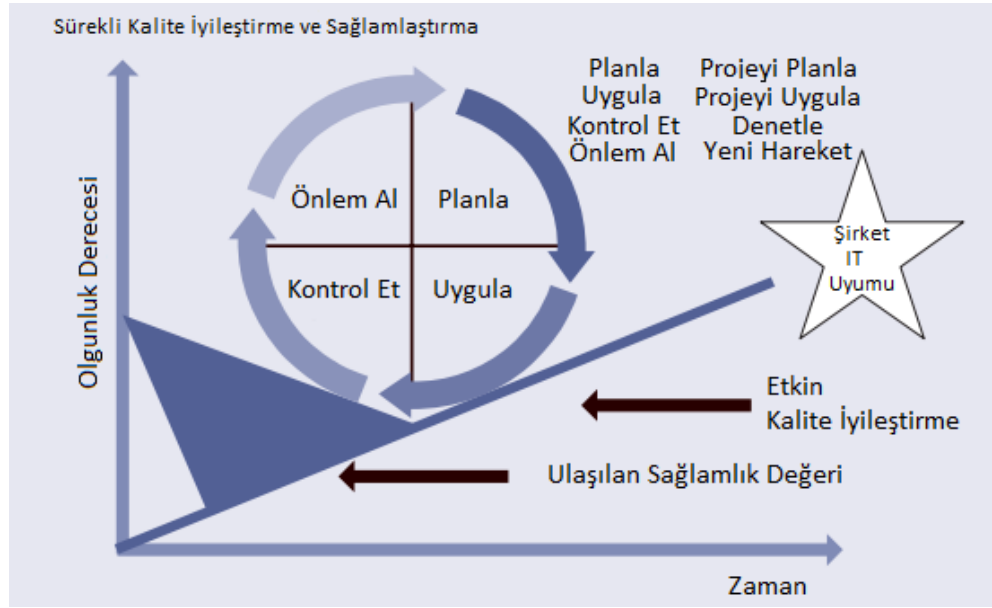 Sürekli Kalite İyileştirme ve Sağlamlaştırma
Planla Projeyi Planla
Uygula Projeyi Uygula
Kontrol Et Denetle
Önlem Al Yeni Hareket
Olgunluk Derecesi
Önlem Al Planla
Kontrol Et Uygula
Şirket
IT
Uyumu
Etkin
Kalite İyileştirme
Ulaşılan Sağlamlık Değeri
Zaman